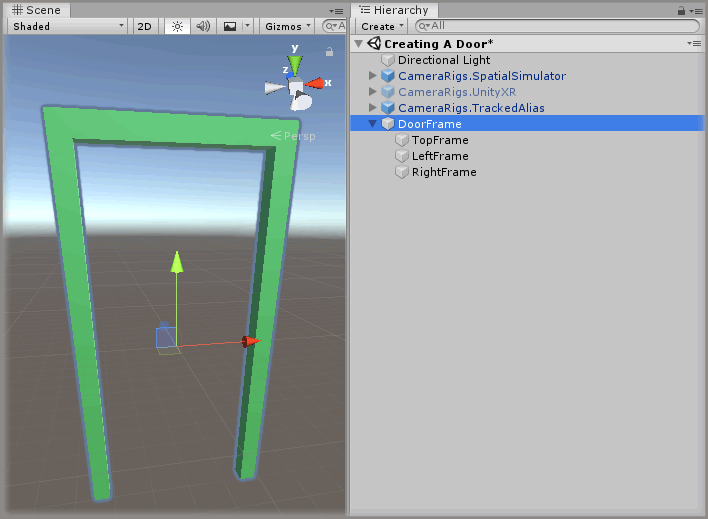 Scene
Hierarchy
Shaded
2D
Gizmos
A
Create
All
Creating A Door*
Directional Light
CameraRigs.SpatialSimulator
CameraRigs.UnityXR
CameraRigs.TrackedAlias
DoorFrame
TopFrame
LeftFrame
RightFrame
y
z
x
Persp